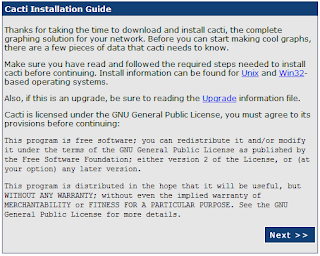 Cacti Installation Guide
Thanks for taking the time to download and install cacti, the complete
graphing solution for your network. Before you can start making cool graphs,
there are a few pieces of data that cacti needs to know.
Make sure you have read and followed the required steps needed to install
cacti before continuing. Install information can be found for Unix and Win32-
based operating systems.
Also, if this is an upgrade, be sure to reading the Upgrade information file.
Cacti is licensed under the GNU General Public License, you must agree to its
provisions before continuing:
This program is free software; you can redistribute it and/or modify
it under the terms of the GNU General Public License as published by
the Free Software Foundation; either version 2 of the License, or (at
your option) any later version.
This program is distributed in the hope that it will be useful, but
WITHOUT ANY WARRANTY; without even the implied warranty of
MERCHANTABILITY or FITNESS FOR A PARTICULAR PURPOSE. See the GNU
General Public License for more details.
Next >>